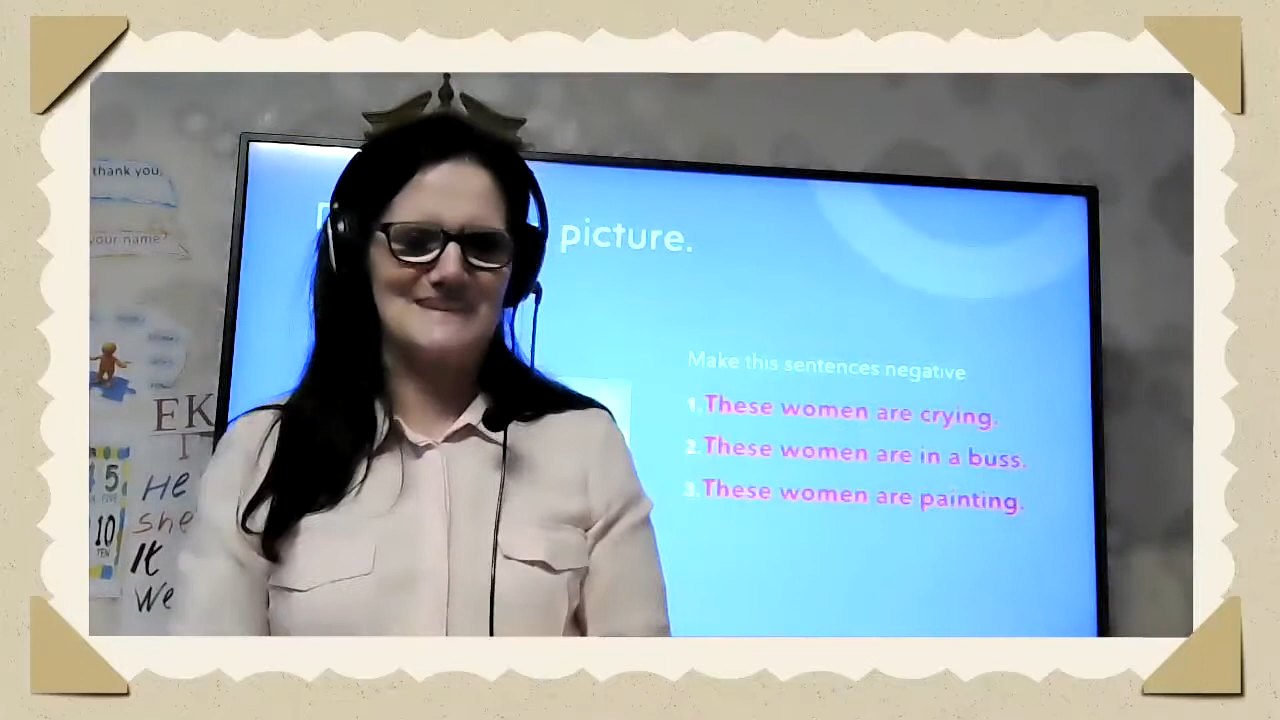 thank you,
your name?
picture.
Make this sentences negative
1.These women are crying.
2.These women are in a buss.
3.These women are painting.
EK
I
He
She
It
We
5
10
TEN